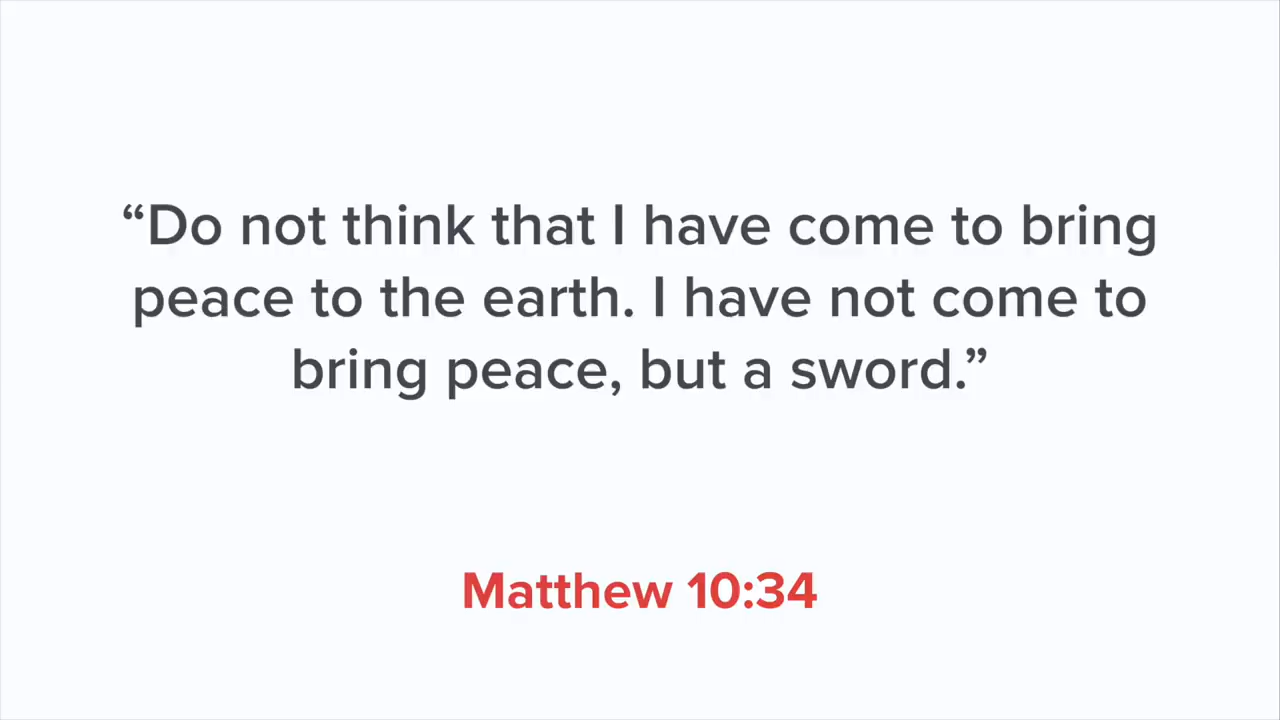 “Do not think that I have come to bring
peace to the earth. I have not come to
bring peace, but a sword.”
Matthew 10:34